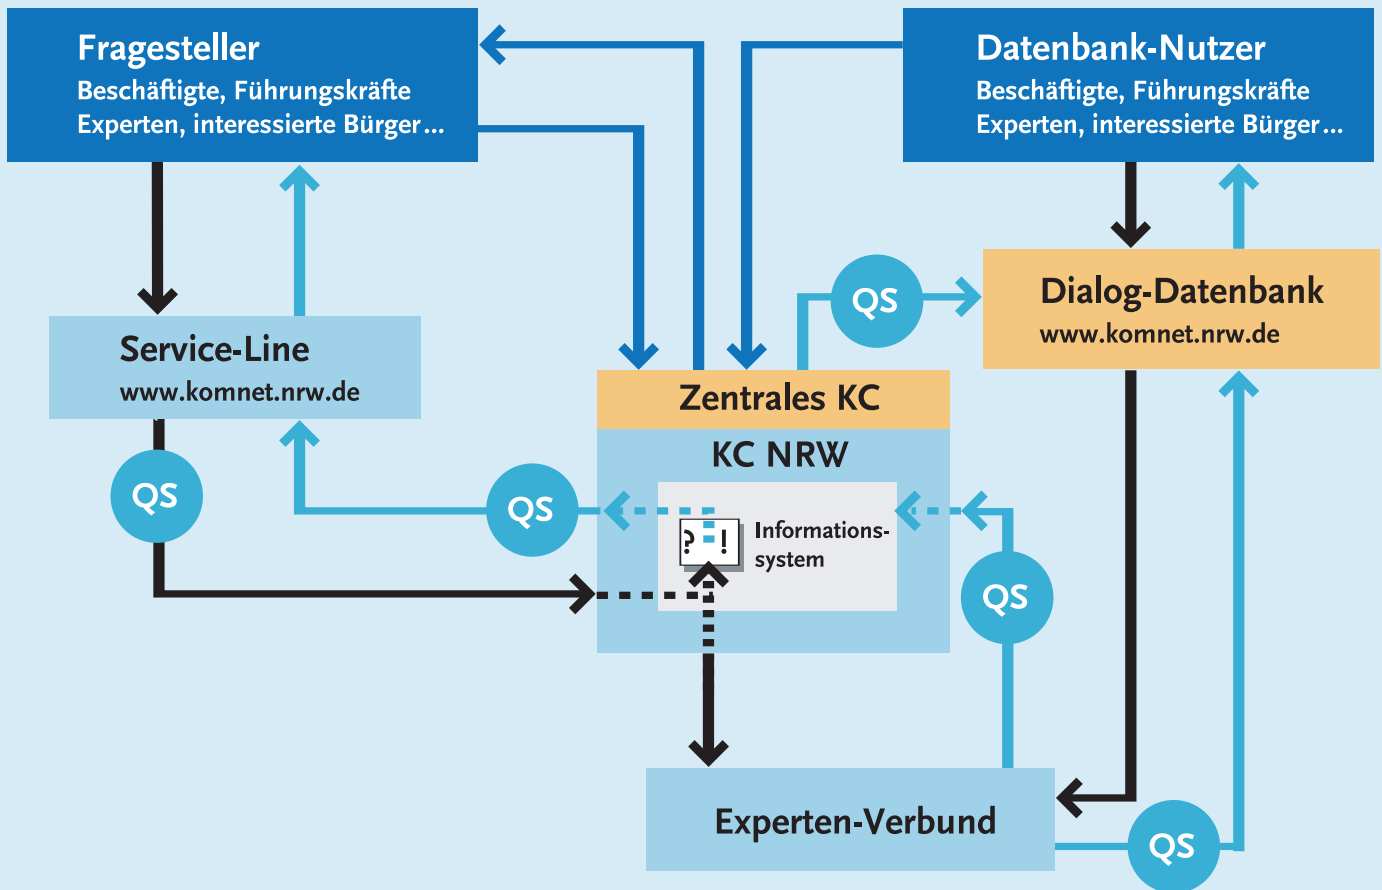 Fragesteller
Beschäftigte, Führungskräfte
Experten, interessierte Bürger...
Datenbank-Nutzer
Beschäftigte, Führungskräfte
Experten, interessierte Bürger...
QS
Dialog-Datenbank
www.komnet.nrw.de
Service-Line
www.komnet.nrw.de
Zentrales KC
KC NRW
QS
QS
? !
Informations-
system
QS
Experten-Verbund
QS